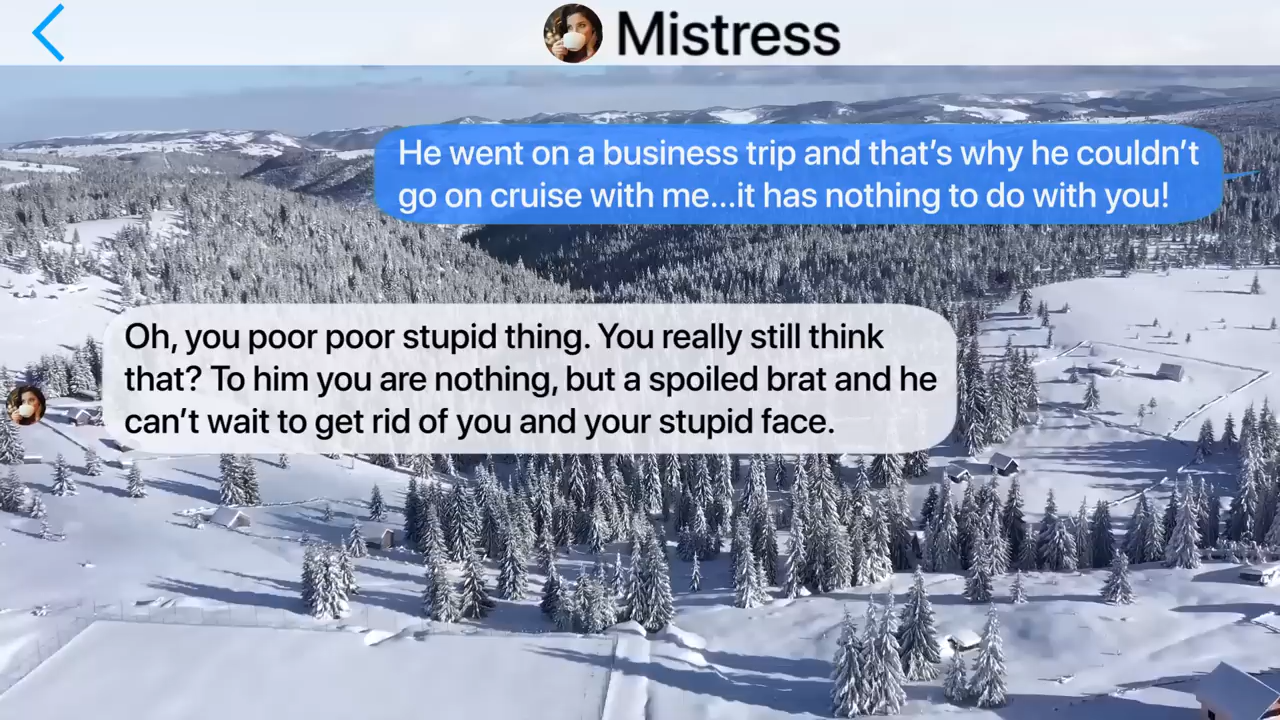 Mistress
He went on a business trip and that’s why he couldn’t
go on cruise with me...it has nothing to do with you!
Oh, you poor poor stupid thing. You really still think
that? To him you are nothing, but a spoiled brat and he
can’t wait to get rid of you and your stupid face.